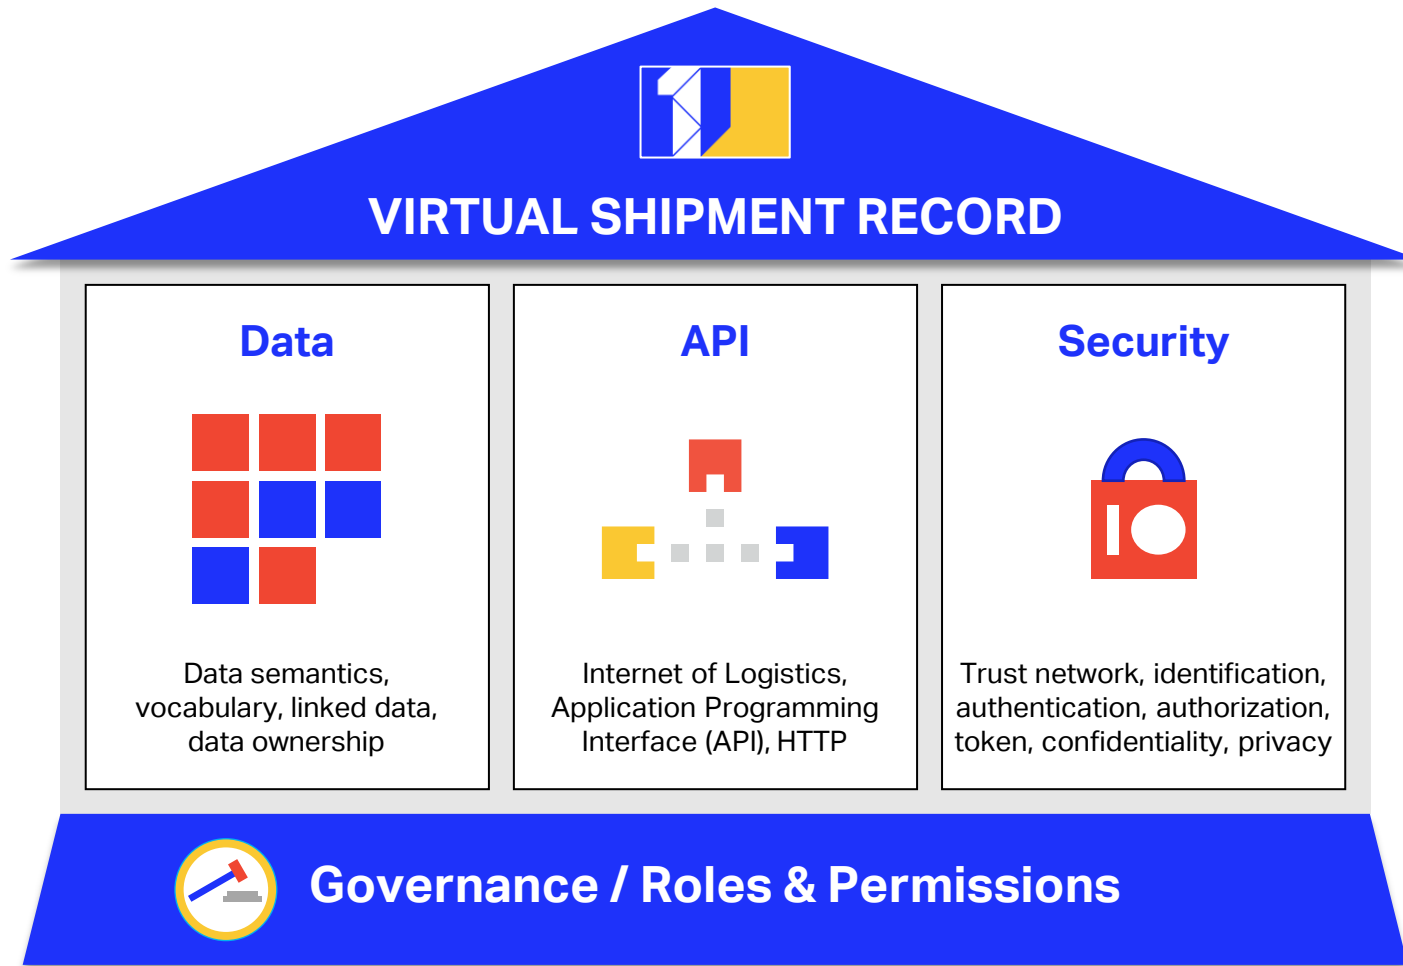 VIRTUAL SHIPMENT RECORD
Data
Data semantics,
vocabulary, linked data,
data ownership
API
Internet of Logistics,
Application Programming
Interface (API), HTTP
Security
Trust network, identification,
authentication, authorization,
token, confidentiality, privacy
Governance / Roles & Permissions